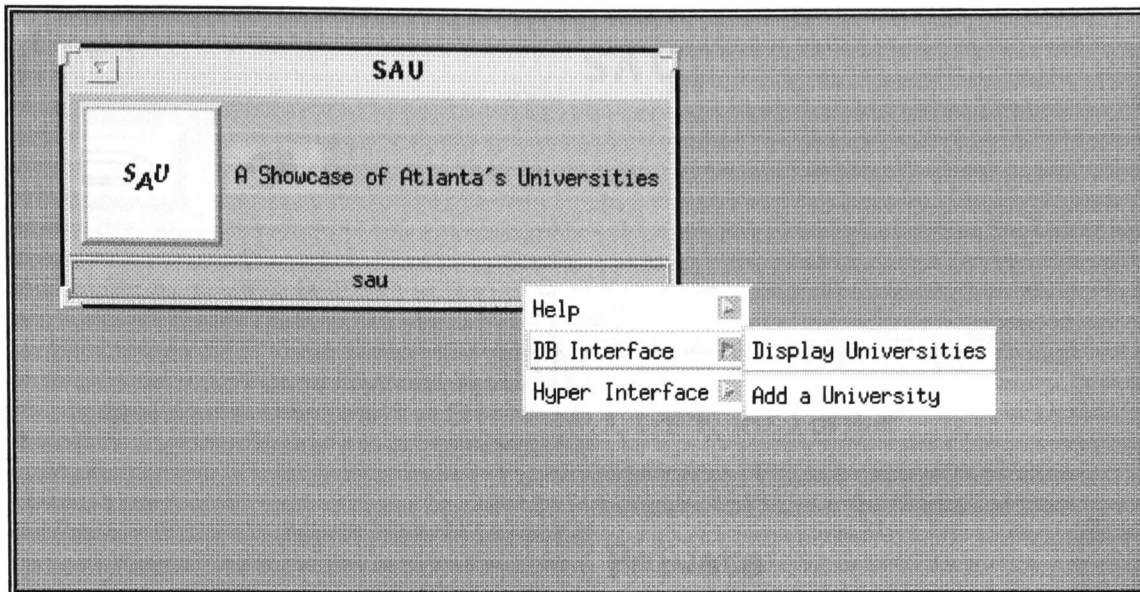 SAU
SAU
A Showcase of Atlanta's Universities
sau
Help
DB Interface
Display Universities
Hyper Interface
Add a University